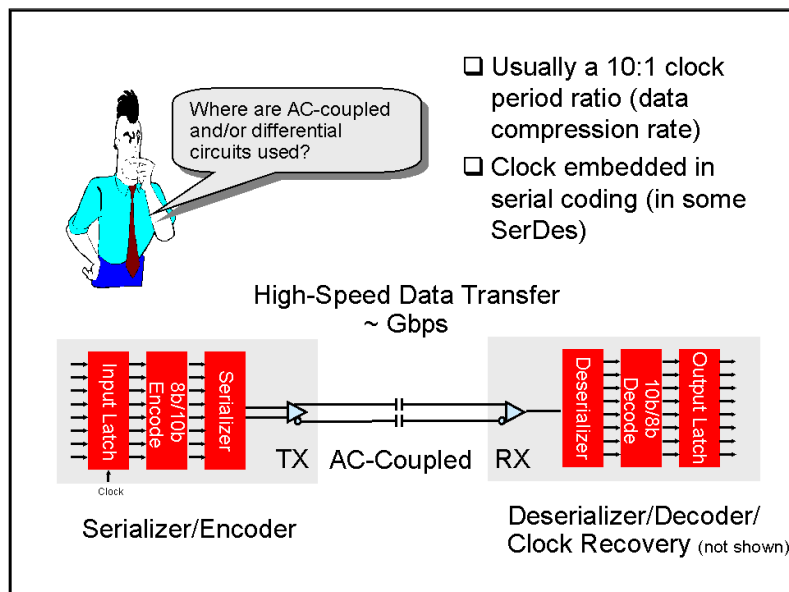 Where are AC-coupled
and/or differential
circuits used?
❑ Usually a 10:1 clock
period ratio (data
compression rate)
❑ Clock embedded in
serial coding (in some
SerDes)
High-Speed Data Transfer
~ Gbps
Input Latch
8b/10b
Encode
Serializer
Deserializer
10b/8b
Decode
Output Latch
TX
AC-Coupled
RX
Clock
Serializer/Encoder
Deserializer/Decoder/
Clock Recovery (not shown)